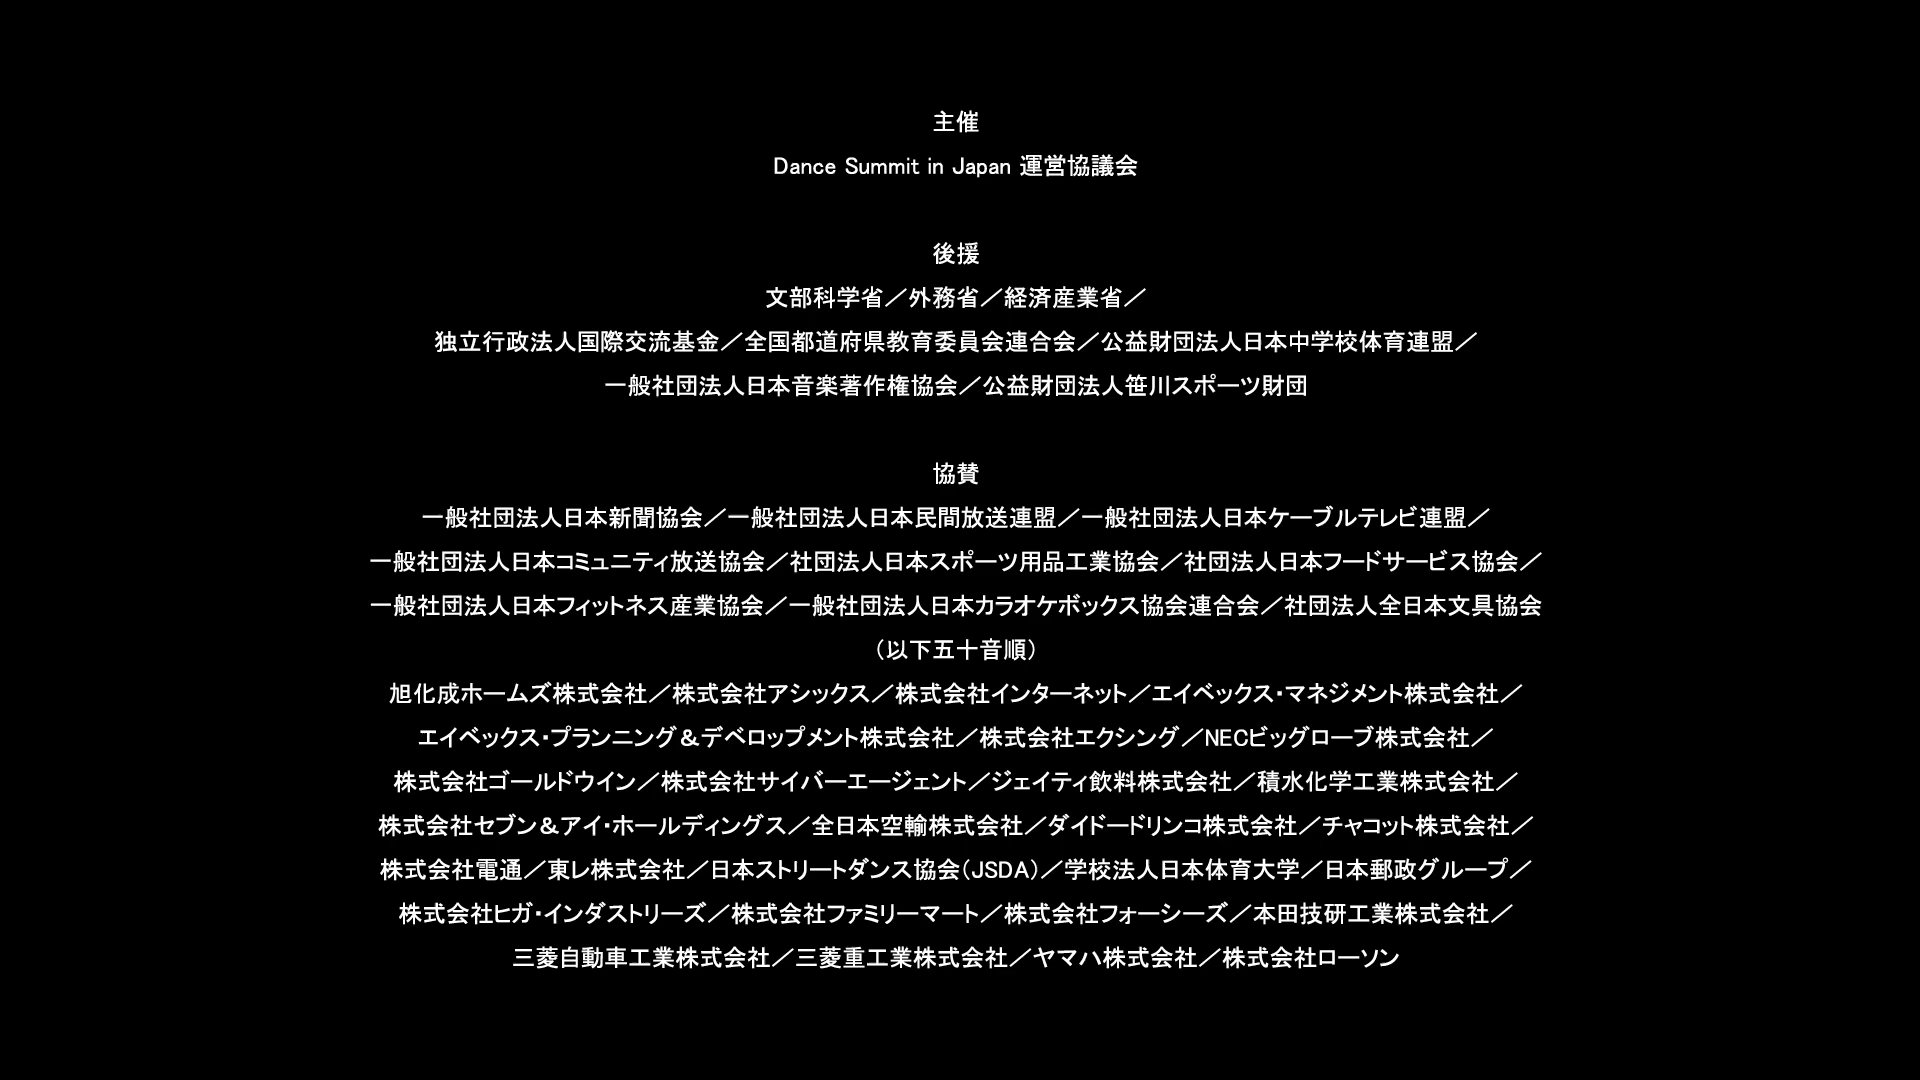 主催
Dance Summit in Japan 運営協議会
後援
文部科学省／外務省／経済産業省／
独立行政法人国際交流基金／全国都道府県教育委員会連合会／公益財団法人日本中学校体育連盟／
一般社団法人日本音楽著作権協会／公益財団法人笹川スポーツ財団
協賛
一般社団法人日本新聞協会／一般社団法人日本民間放送連盟／一般社団法人日本ケーブルテレビ連盟／
一般社団法人日本コミュニティ放送協会／社団法人日本スポーツ用品工業協会／社団法人日本フードサービス協会／
一般社団法人日本フィットネス産業協会／一般社団法人日本カラオケボックス協会連合会／社団法人全日本文具協会
（以下五十音順）
旭化成ホームズ株式会社／株式会社アシックス／株式会社インターネット／エイベックス・マネジメント株式会社／
エイベックス・プランニング＆デベロップメント株式会社／株式会社エクシング／NECビッグローブ株式会社／
株式会社ゴールドウイン／株式会社サイバーエージェント／ジェイティ飲料株式会社／積水化学工業株式会社／
株式会社セブン＆アイ・ホールディングス／全日本空輸株式会社／ダイドードリンコ株式会社／チャコット株式会社／
株式会社電通／東レ株式会社／日本ストリートダンス協会（JSDA）／学校法人日本体育大学／日本郵政グループ／
株式会社ヒガ・インダストリーズ／株式会社ファミリーマート／株式会社フォーシーズ／本田技研工業株式会社／
三菱自動車工業株式会社／三菱重工業株式会社／ヤマハ株式会社／株式会社ローソン